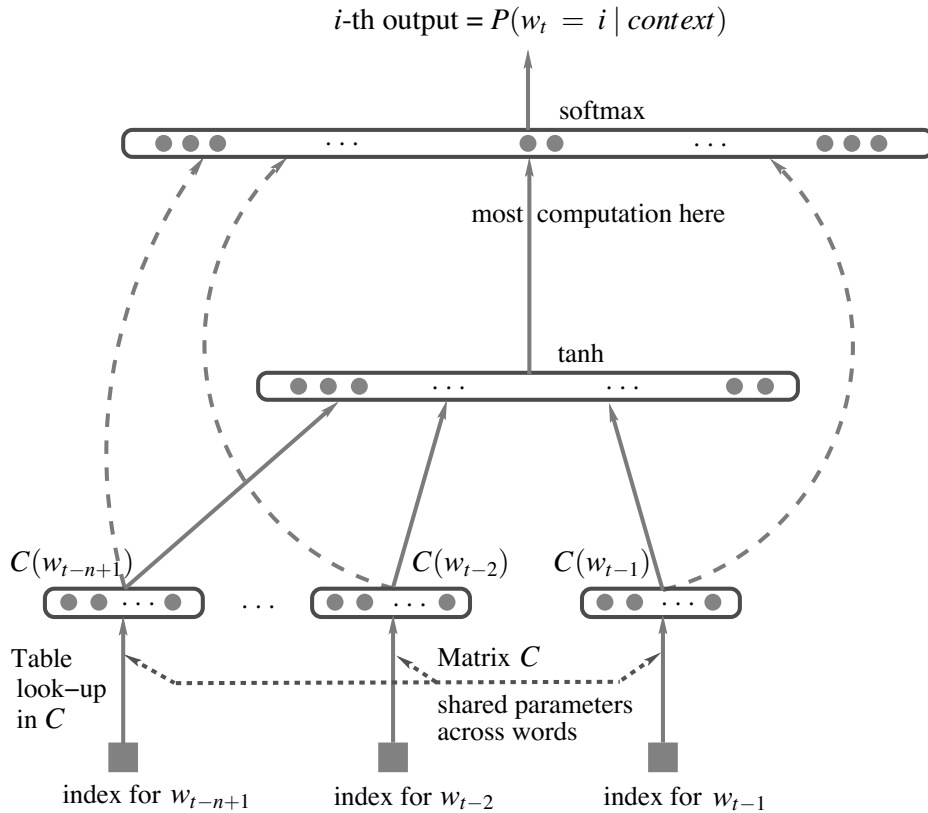 i-th output = P(w_t = i | context)
softmax
. . .
. . .
most computation here
tanh
. . .
. . .
C(w_{t−n+1})
C(w_{t−2})
C(w_{t−1})
. . .
. . .
. . .
. . .
Table
look−up
in C
Matrix C
shared parameters
across words
index for w_{t−n+1}
index for w_{t−2}
index for w_{t−1}